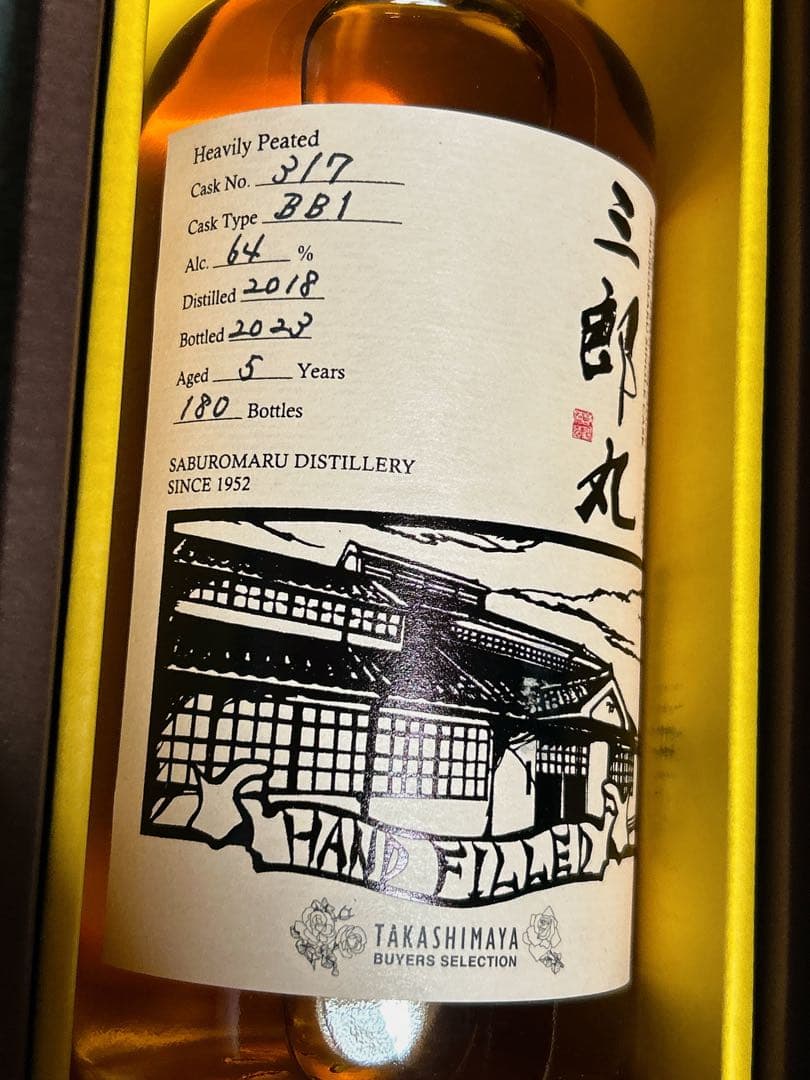 Heavily Peated
Cask No. 317
Cask Type BB1
Alc. 64 %
Distilled 2018
Bottled 2023
Aged 5 Years
180 Bottles
SABUROMARU DISTILLERY
SINCE 1952
三郎丸
HAND FILLED
TAKASHIMAYA
BUYERS SELECTION